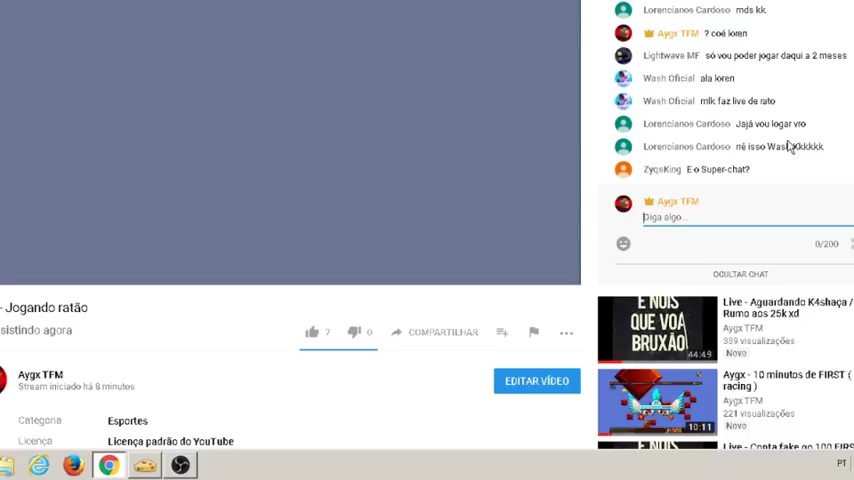 Lorencianos Cardoso mds kk
Aygx TFM ? coé loren
Lightwave MF só vou poder jogar daqui a 2 meses
Wash Oficial ala loren
Wash Oficial mlk faz live de rato
Lorencianos Cardoso Jajá vou logar vro
Lorencianos Cardoso né isso Wash Kkkkkk
ZyqsKing E o Super-chat?
Aygx TFM
Diga algo...
0/200
OCULTAR CHAT
- Jogando ratão
sistindo agora
7
0
COMPARTILHAR
Aygx TFM
Stream iniciado há 8 minutos
EDITAR VÍDEO
Categoria Esportes
Licença Licença padrão do YouTube
E NOIS
QUE VOA
BRUXÃO
44:49
Live - Aguardando K4shaça /
Rumo aos 25k xd
Aygx TFM
339 visualizações
Novo
10:11
Aygx - 10 minutos de FIRST (
racing )
Aygx TFM
221 visualizações
Novo
E NOIS
Live - Conta fake go 100 FIRS
PT